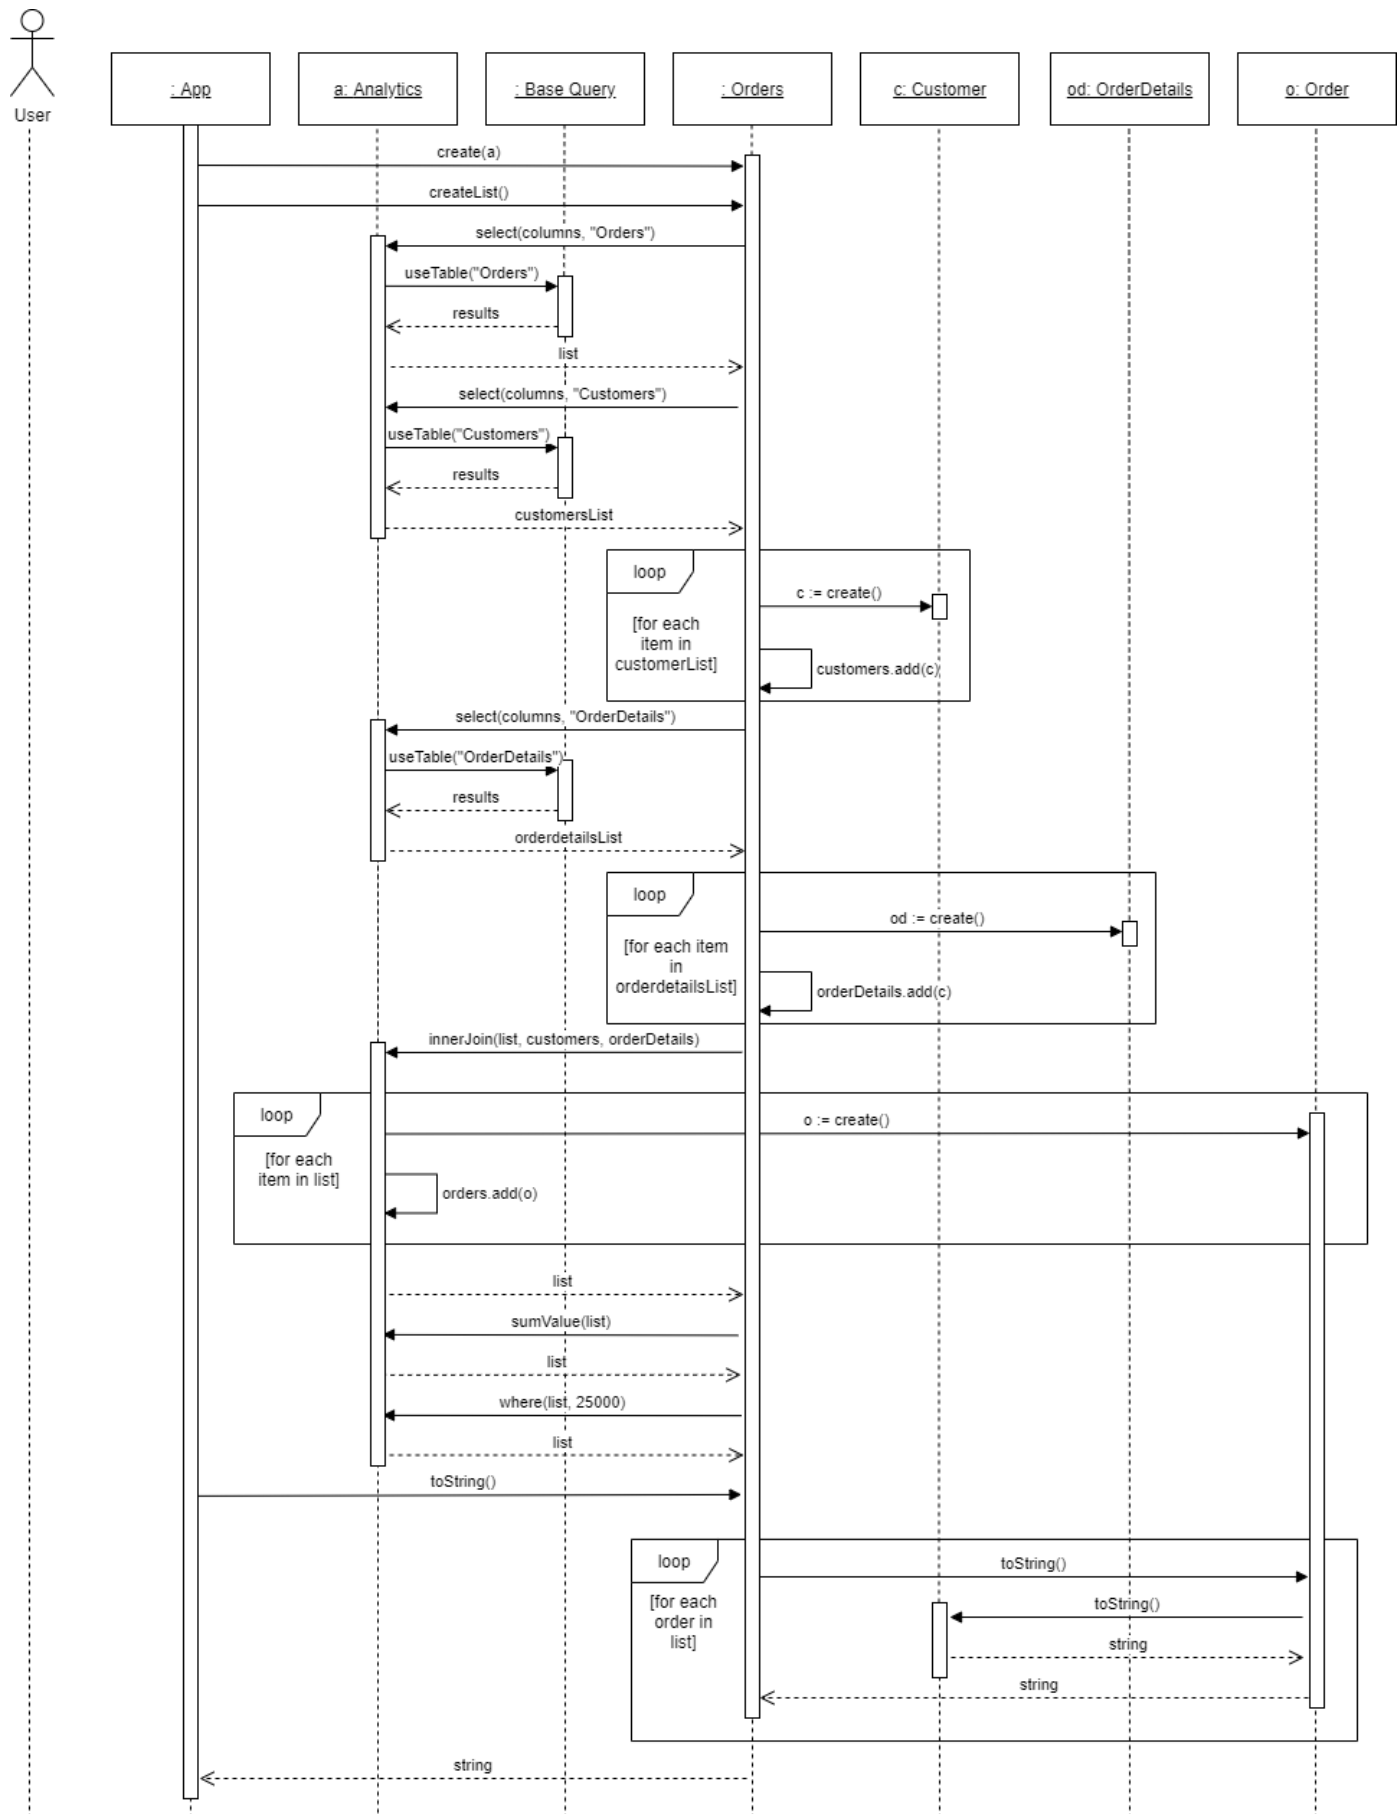 User
: App
a: Analytics
: Base Query
: Orders
c: Customer
od: OrderDetails
o: Order
create(a)
createList()
select(columns, "Orders")
useTable("Orders")
results
list
select(columns, "Customers")
useTable("Customers")
results
customersList
loop
c := create()
[for each
item in
customerList]
customers.add(c)
select(columns, "OrderDetails")
useTable("OrderDetails")
results
orderdetailsList
loop
od := create()
[for each item
in
orderdetailsList]
orderDetails.add(c)
innerJoin(list, customers, orderDetails)
loop
o := create()
[for each
item in list]
orders.add(o)
list
sumValue(list)
list
where(list, 25000)
list
toString()
loop
toString()
[for each
order in
list]
toString()
string
string
string